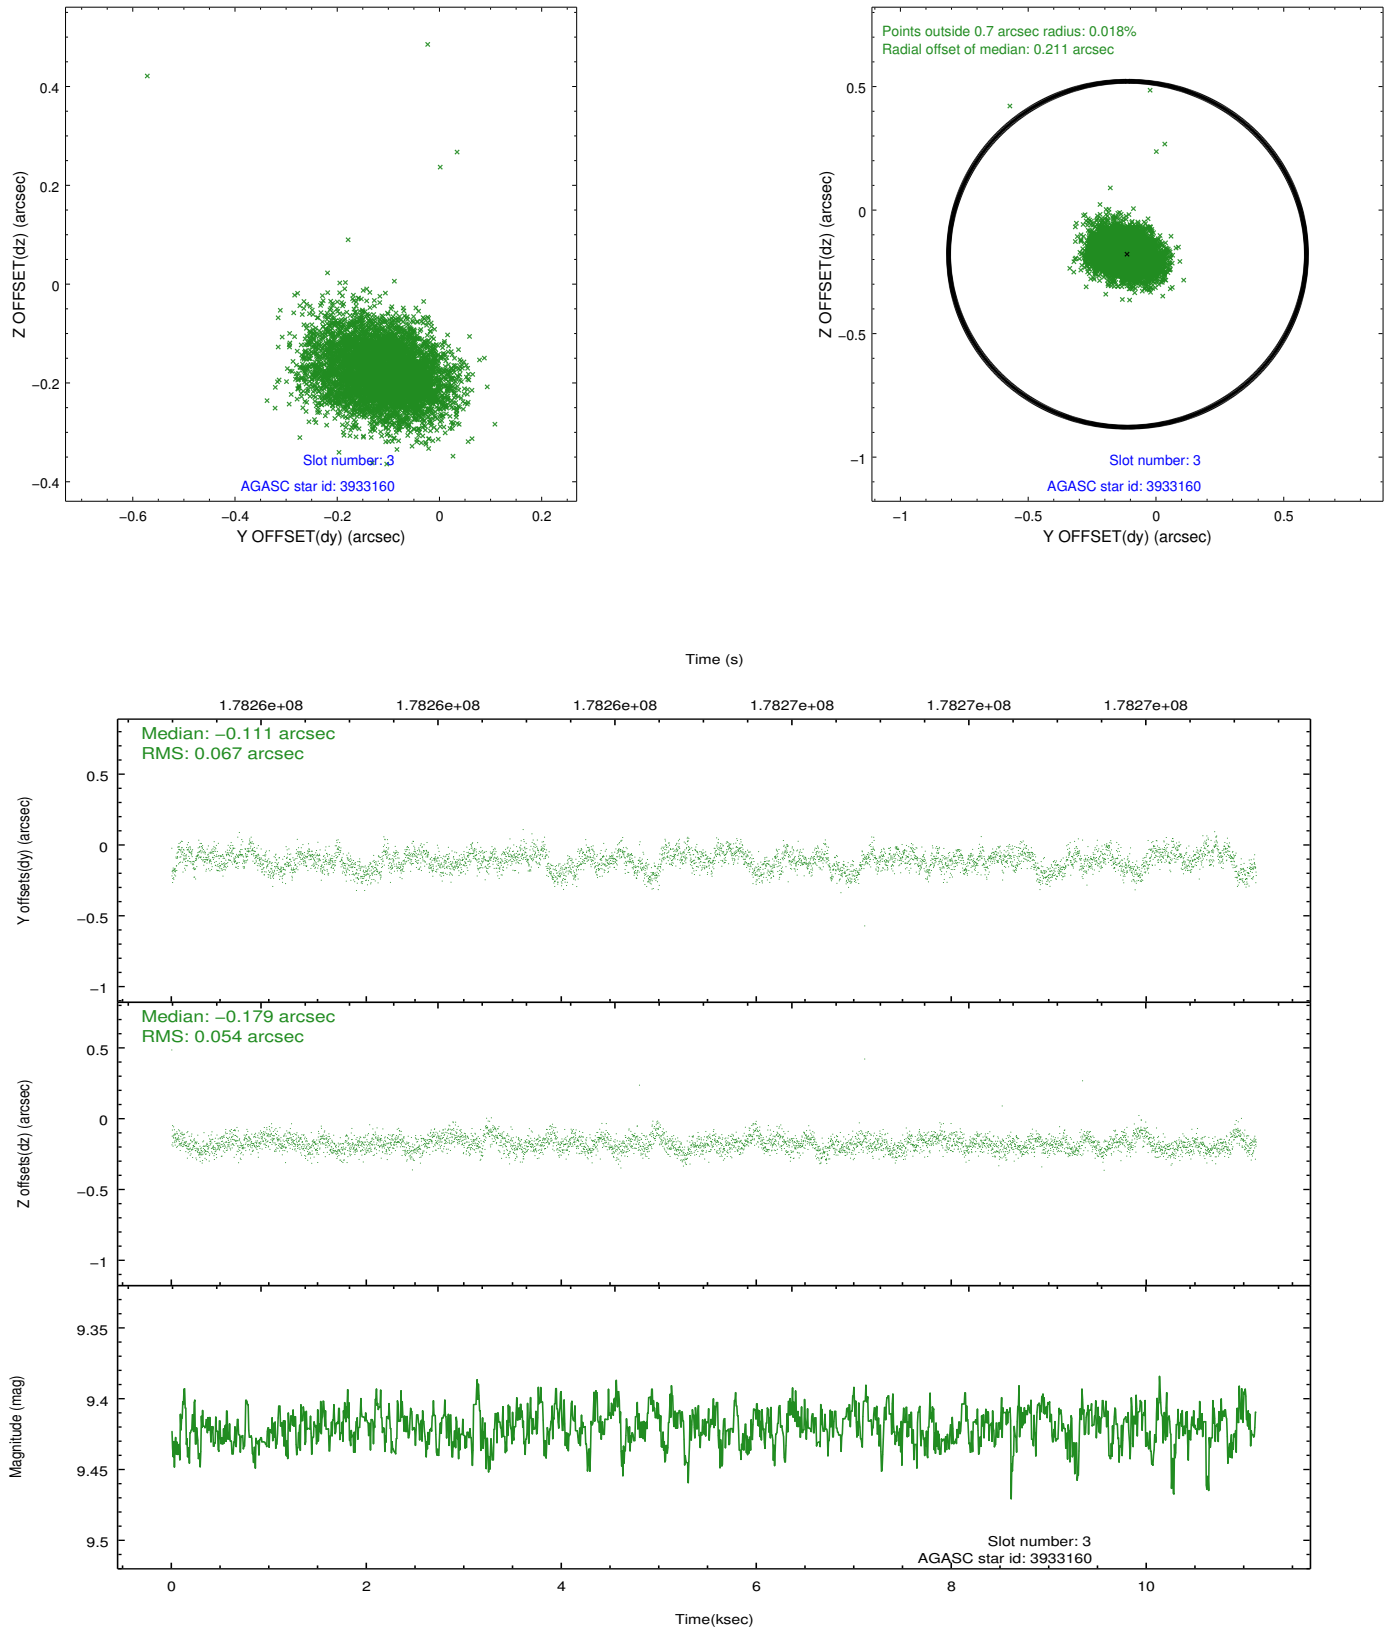 0.4
0.2
0
−0.2
−0.4
Z OFFSET(dz) (arcsec)
Slot number: 3
AGASC star id: 3933160
−0.6
−0.4
−0.2
0
0.2
Y OFFSET(dy) (arcsec)
Points outside 0.7 arcsec radius: 0.018%
Radial offset of median: 0.211 arcsec
0.5
0
−0.5
−1
Z OFFSET(dz) (arcsec)
Slot number: 3
AGASC star id: 3933160
−1
−0.5
0
0.5
Y OFFSET(dy) (arcsec)
Time (s)
1.7826e+08
1.7826e+08
1.7826e+08
1.7827e+08
1.7827e+08
1.7827e+08
Median: −0.111 arcsec
RMS: 0.067 arcsec
0.5
0
−0.5
−1
Y offsets(dy) (arcsec)
Median: −0.179 arcsec
RMS: 0.054 arcsec
0.5
0
−0.5
−1
Z offsets(dz) (arcsec)
9.35
9.4
9.45
9.5
Magnitude (mag)
Slot number: 3
AGASC star id: 3933160
0
2
4
6
8
10
Time(ksec)